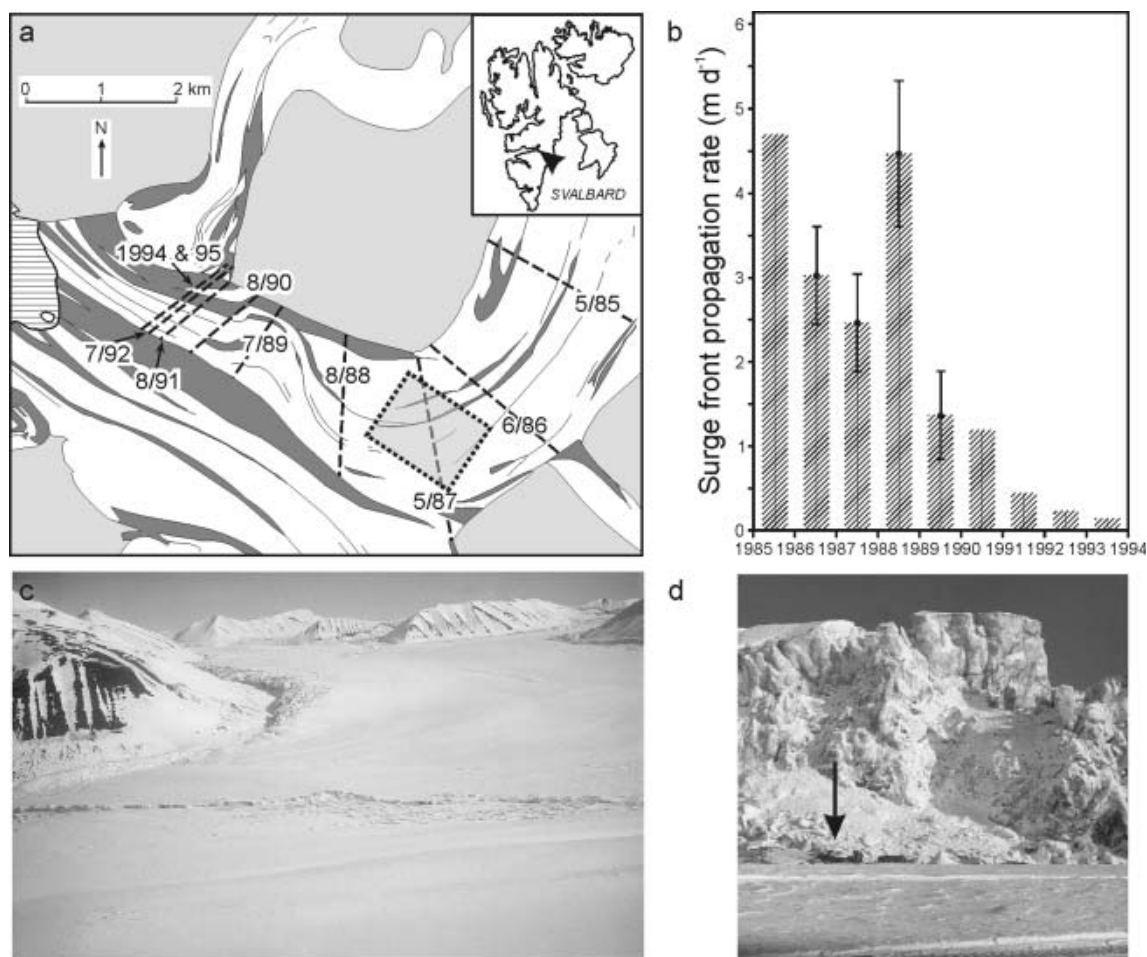 a
0 1 2 km
N
SVALBARD
1994 & 95
8/90
5/85
7/92
7/89
8/91
8/88
6/86
5/87
b
Surge front propagation rate (m d⁻¹)
6
5
4
3
2
1
0
1985 1986 1987 1988 1989 1990 1991 1992 1993 1994
c
d